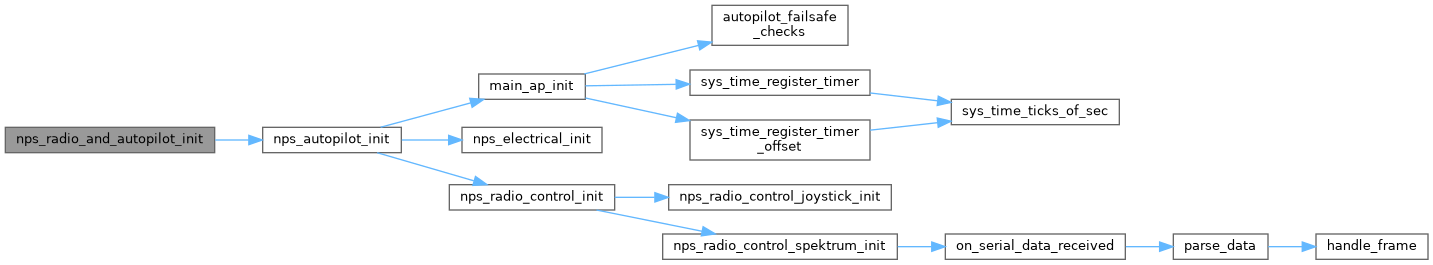 autopilot_failsafe
_checks
main_ap_init
sys_time_register_timer
sys_time_ticks_of_sec
nps_radio_and_autopilot_init
nps_autopilot_init
nps_electrical_init
sys_time_register_timer
_offset
nps_radio_control_init
nps_radio_control_joystick_init
nps_radio_control_spektrum_init
on_serial_data_received
parse_data
handle_frame